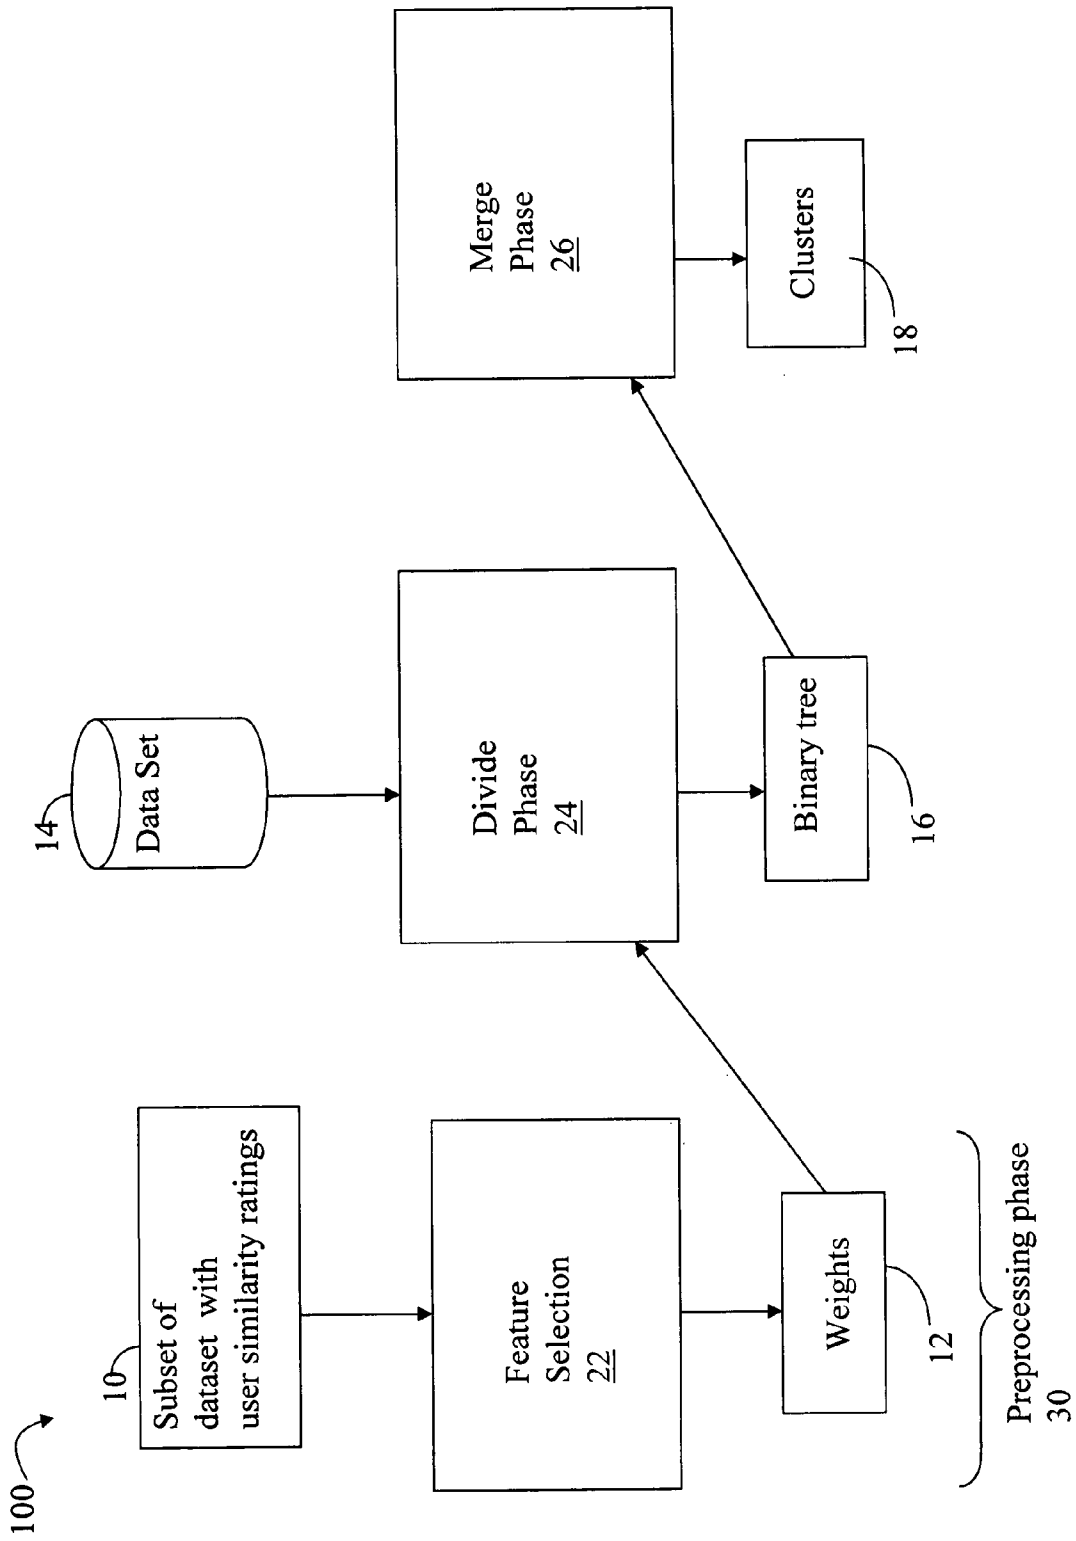 100
10
Subset of
dataset with
user similarity ratings
Feature
Selection
22
Weights
12
Preprocessing phase
30
14
Data Set
Divide
Phase
24
Binary tree
16
Merge
Phase
26
Clusters
18